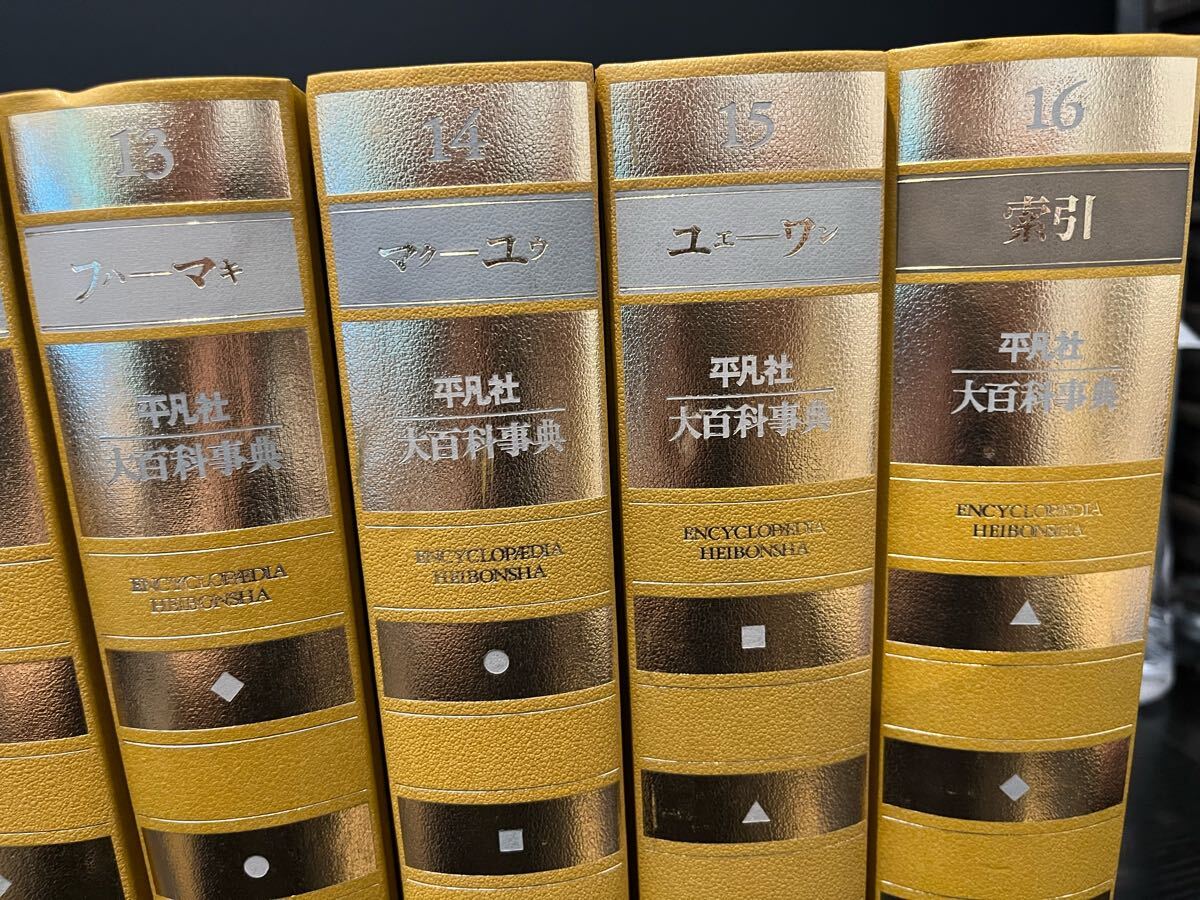 13
フハ―マキ
平凡社
大百科事典
ENCYCLOPÆDIA
HEIBONSHA
14
マク―ユウ
平凡社
大百科事典
ENCYCLOPÆDIA
HEIBONSHA
15
ユエ―ワン
平凡社
大百科事典
ENCYCLOPÆDIA
HEIBONSHA
16
索引
平凡社
大百科事典
ENCYCLOPÆDIA
HEIBONSHA